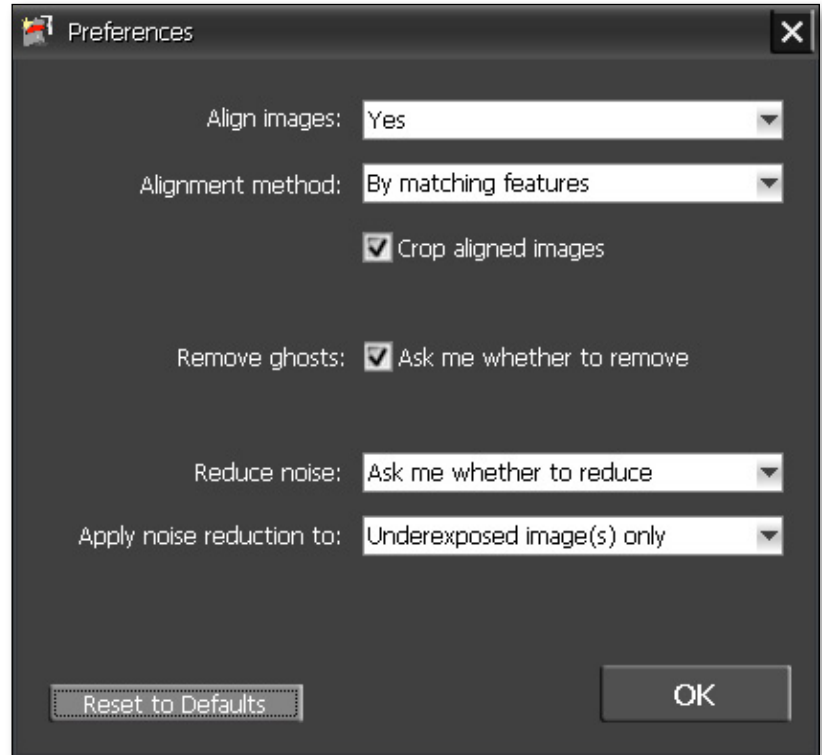 Preferences
Align images: Yes
Alignment method: By matching features
Crop aligned images
Remove ghosts: Ask me whether to remove
Reduce noise: Ask me whether to reduce
Apply noise reduction to: Underexposed image(s) only
Reset to Defaults OK